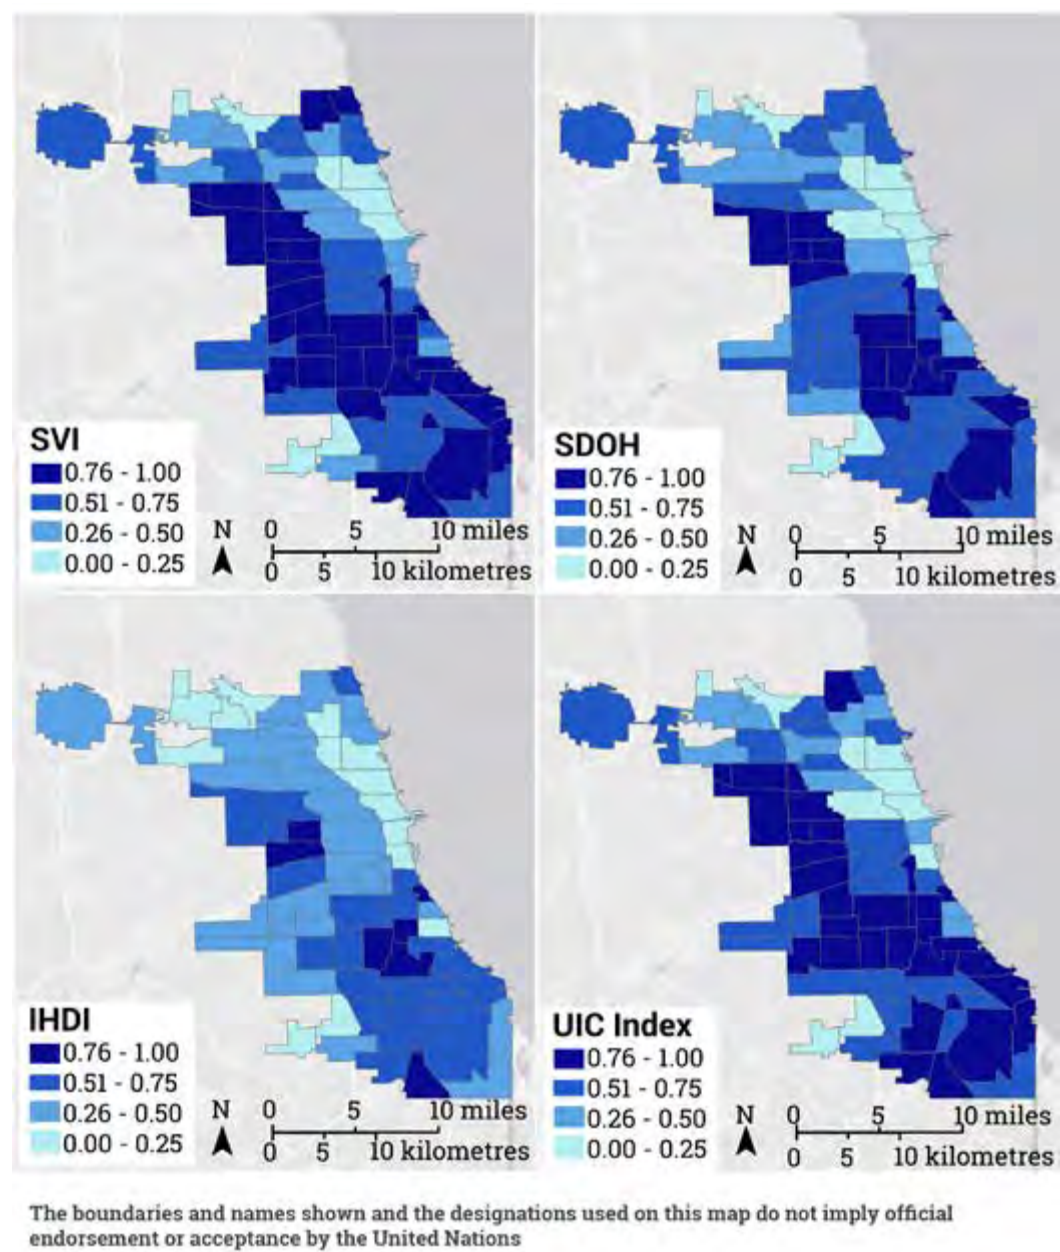 SVI
0.76 - 1.00
0.51 - 0.75
0.26 - 0.50
0.00 - 0.25
N
0 5 10 miles
0 5 10 kilometres
SDOH
0.76 - 1.00
0.51 - 0.75
0.26 - 0.50
0.00 - 0.25
N
0 5 10 miles
0 5 10 kilometres
IHDI
0.76 - 1.00
0.51 - 0.75
0.26 - 0.50
0.00 - 0.25
N
0 5 10 miles
0 5 10 kilometres
UIC Index
0.76 - 1.00
0.51 - 0.75
0.26 - 0.50
0.00 - 0.25
N
0 5 10 miles
0 5 10 kilometres
The boundaries and names shown and the designations used on this map do not imply official
endorsement or acceptance by the United Nations